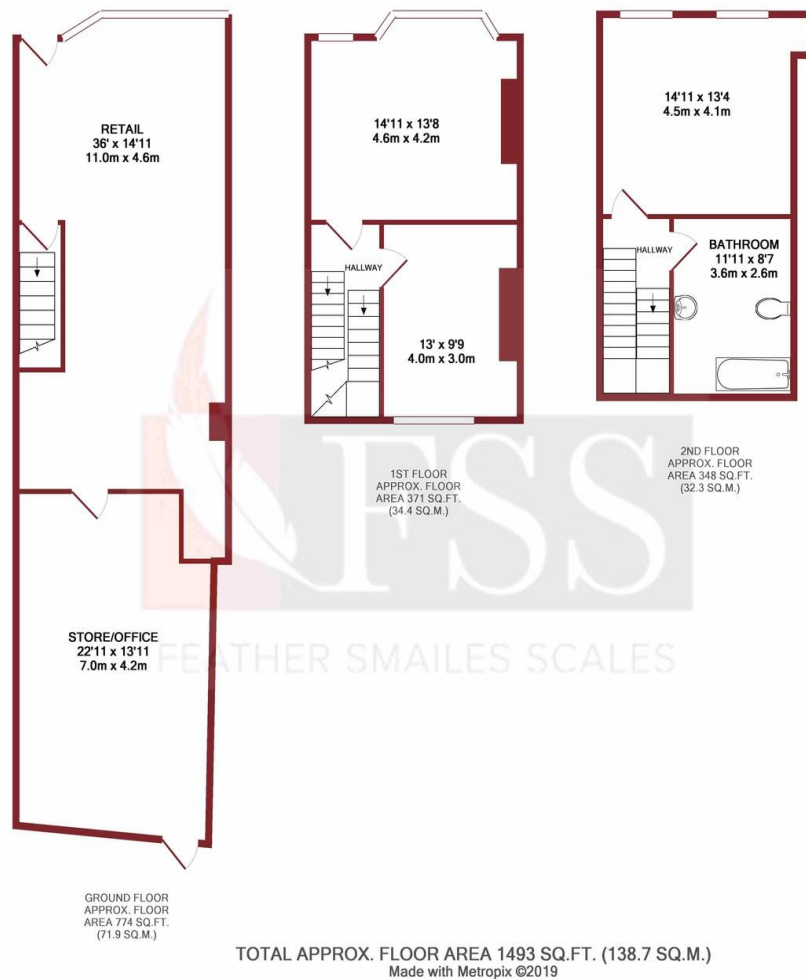 RETAIL
36' x 14'11
11.0m x 4.6m
STORE/OFFICE
22'11 x 13'11
7.0m x 4.2m
GROUND FLOOR
APPROX. FLOOR
AREA 774 SQ.FT.
(71.9 SQ.M.)
14'11 x 13'8
4.6m x 4.2m
HALLWAY
13' x 9'9
4.0m x 3.0m
1ST FLOOR
APPROX. FLOOR
AREA 371 SQ.FT.
(34.4 SQ.M.)
14'11 x 13'4
4.5m x 4.1m
HALLWAY
BATHROOM
11'11 x 8'7
3.6m x 2.6m
2ND FLOOR
APPROX. FLOOR
AREA 348 SQ.FT.
(32.3 SQ.M.)
FSS
FEATHER SMAILES SCALES
TOTAL APPROX. FLOOR AREA 1493 SQ.FT. (138.7 SQ.M.)
Made with Metropix ©2019